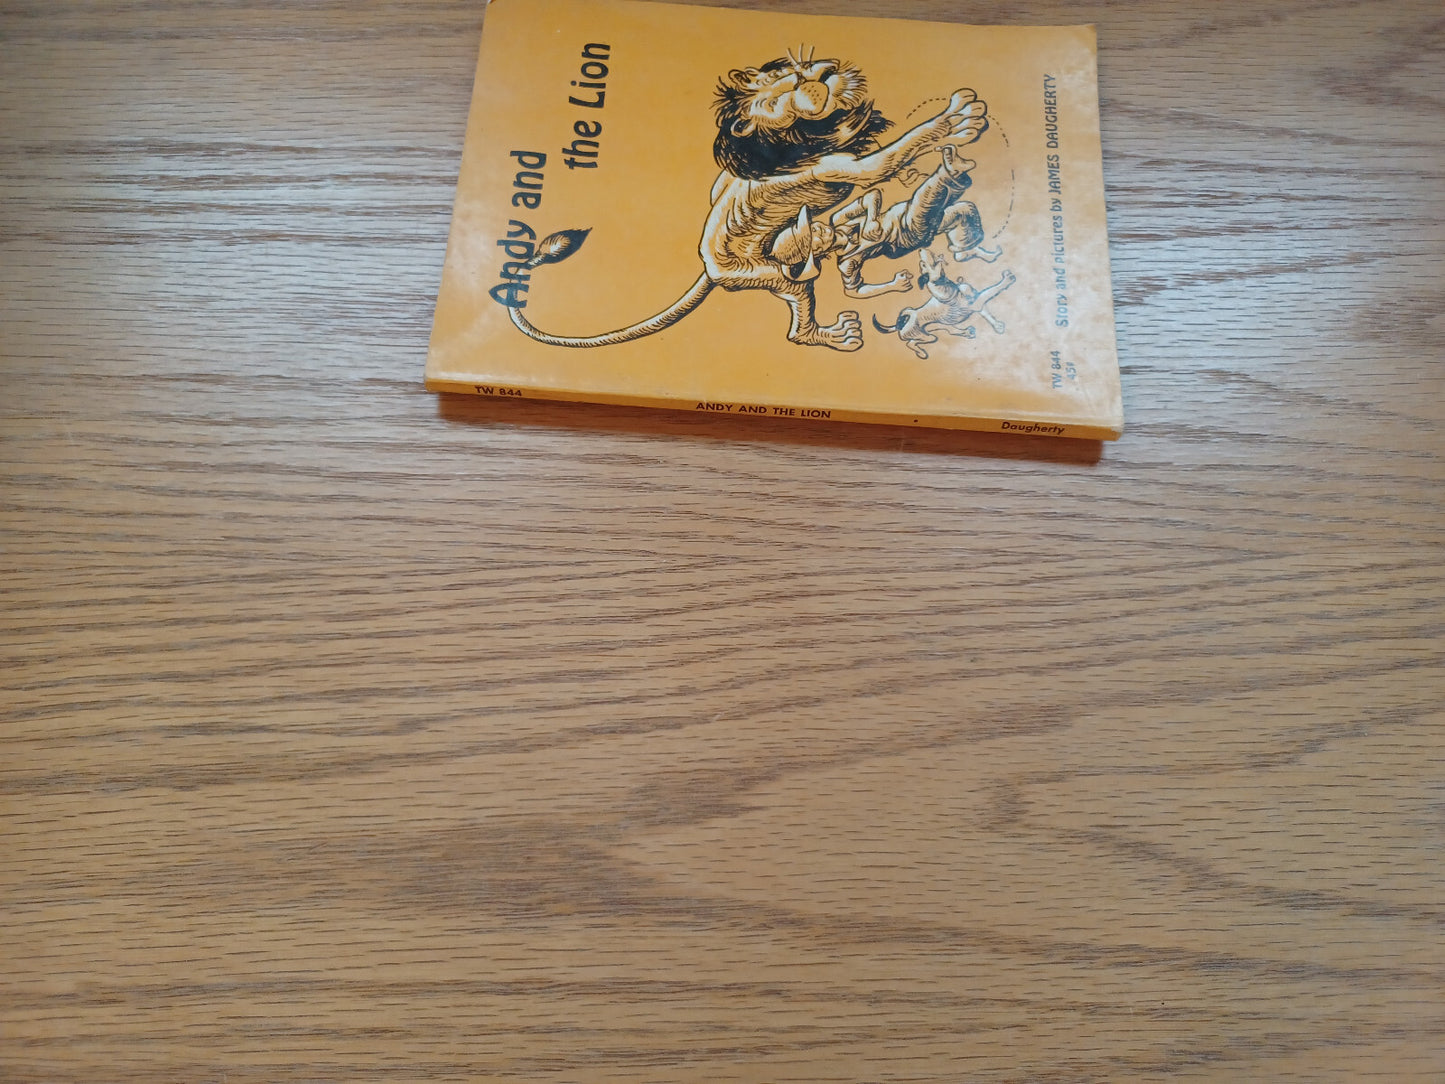 Andy and
the Lion
Story and pictures by JAMES DAUGHERTY
TW 844
45¢
TW 844
ANDY AND THE LION
Daugherty